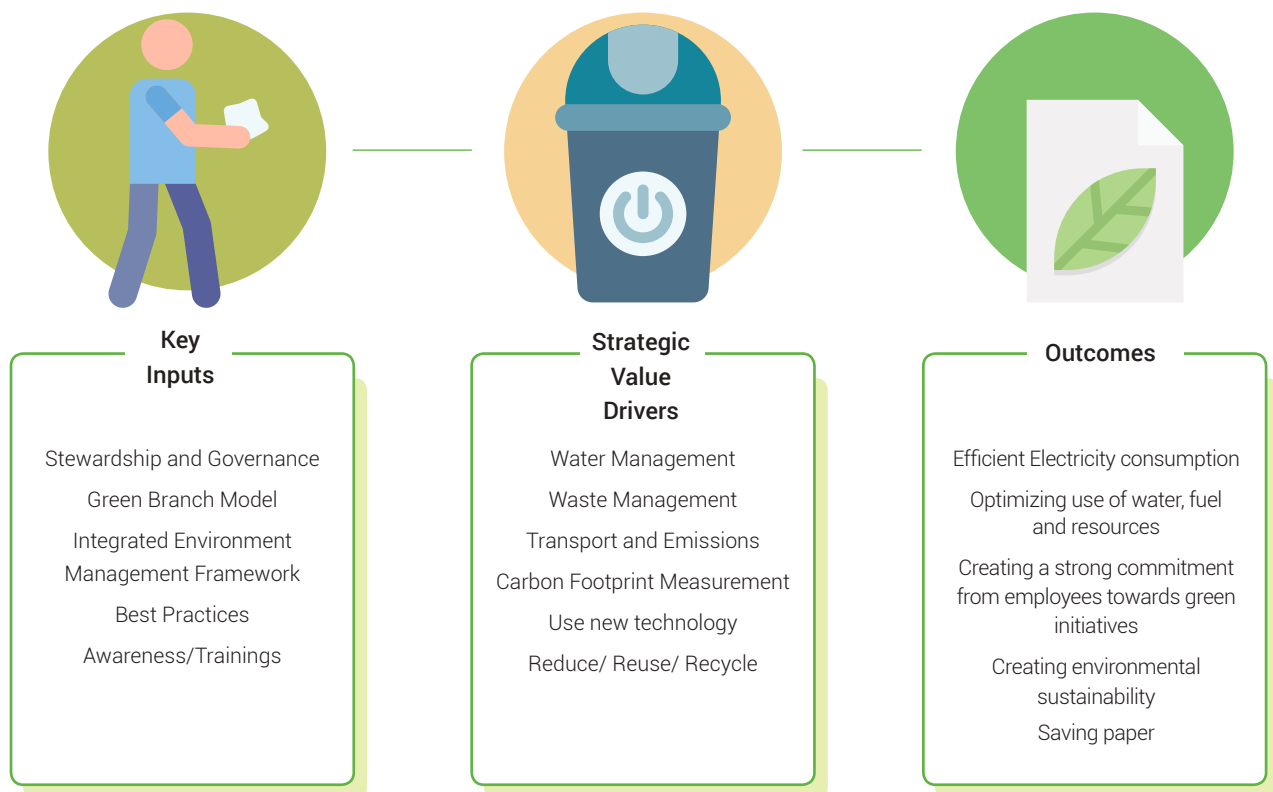 Key
Inputs
Stewardship and Governance
Green Branch Model
Integrated Environment
Management Framework
Best Practices
Awareness/Trainings
Strategic
Value
Drivers
Water Management
Waste Management
Transport and Emissions
Carbon Footprint Measurement
Use new technology
Reduce/ Reuse/ Recycle
Outcomes
Efficient Electricity consumption
Optimizing use of water, fuel
and resources
Creating a strong commitment
from employees towards green
initiatives
Creating environmental
sustainability
Saving paper